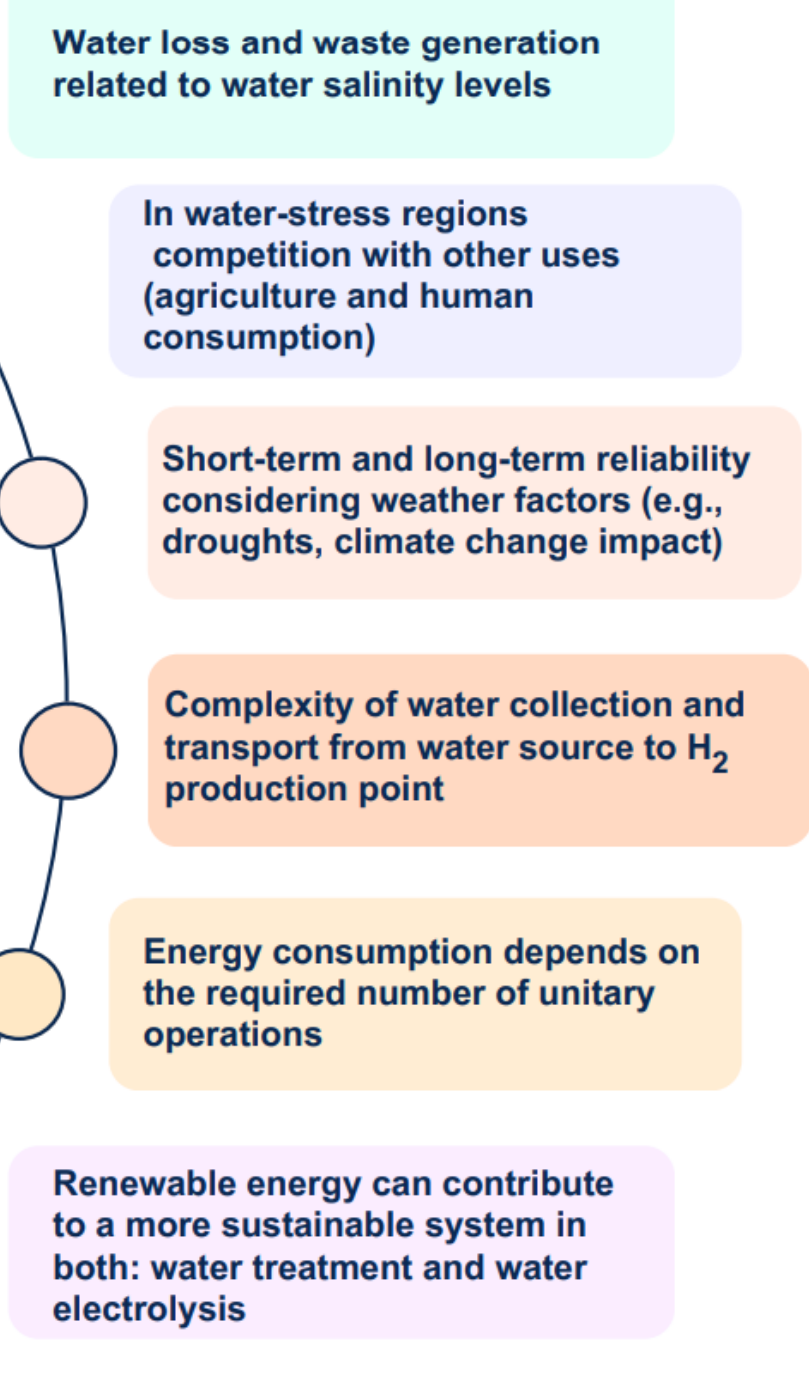 Water loss and waste generation
related to water salinity levels
In water-stress regions
competition with other uses
(agriculture and human
consumption)
Short-term and long-term reliability
considering weather factors (e.g.,
droughts, climate change impact)
Complexity of water collection and
transport from water source to H₂
production point
Energy consumption depends on
the required number of unitary
operations
Renewable energy can contribute
to a more sustainable system in
both: water treatment and water
electrolysis